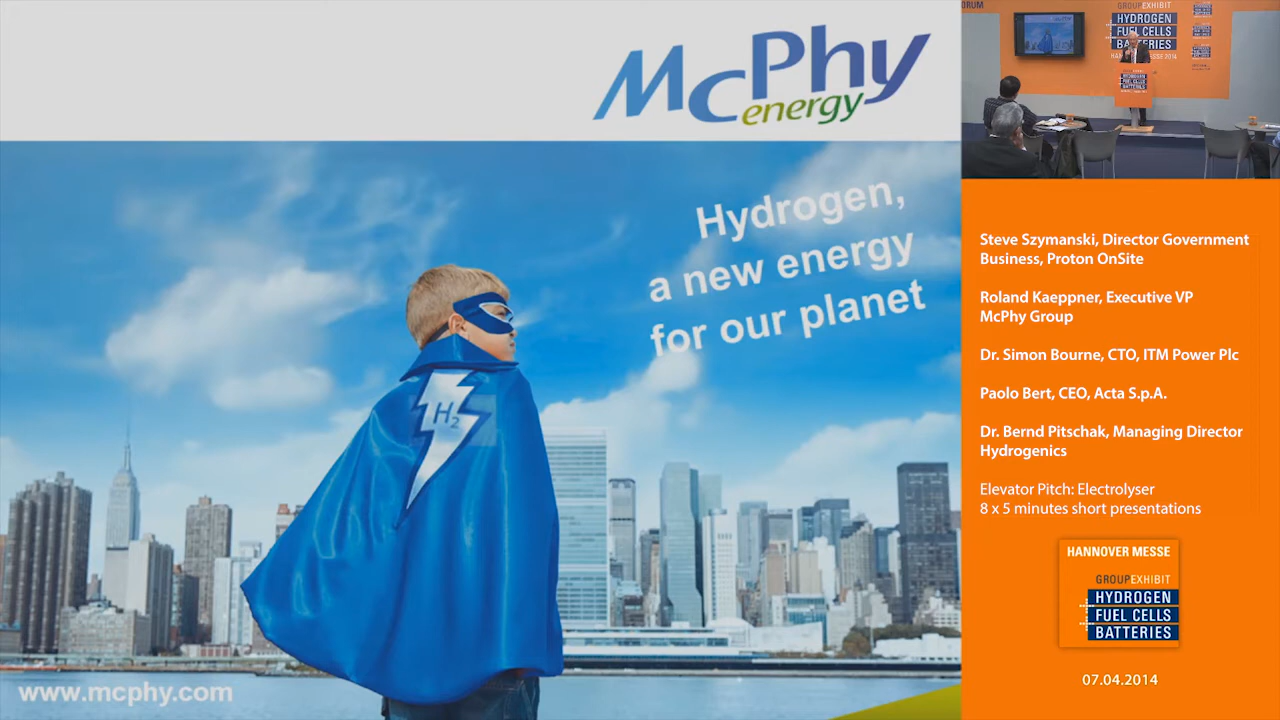 McPhy
energy
Hydrogen,
a new energy
for our planet
H2
www.mcphy.com
ORUM
GROUPEXHIBIT
HYDROGEN
FUEL CELLS
BATTERIES
Steve Szymanski, Director Government
Business, Proton OnSite
Roland Kaeppner, Executive VP
McPhy Group
Dr. Simon Bourne, CTO, ITM Power Plc
Paolo Bert, CEO, Acta S.p.A.
Dr. Bernd Pitschak, Managing Director
Hydrogenics
Elevator Pitch: Electrolyser
8 x 5 minutes short presentations
HANNOVER MESSE
GROUPEXHIBIT
HYDROGEN
FUEL CELLS
BATTERIES
07.04.2014